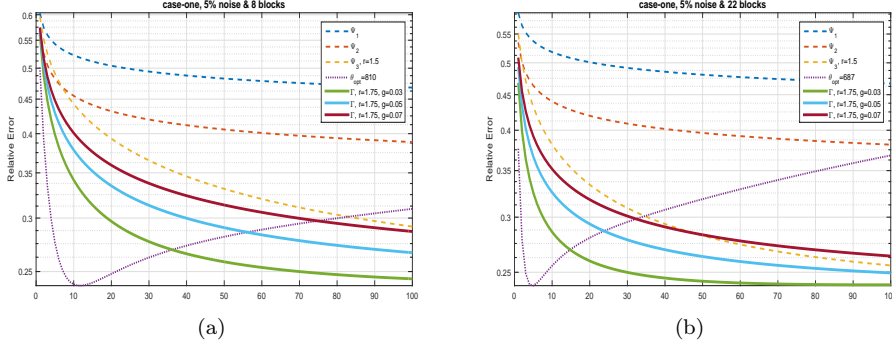 case-one, 5% noise & 8 blocks
0.6
0.55
0.5
0.45
0.4
0.35
0.3
0.25
Relative Error
Ψ1
Ψ2
Ψ3, r=1.5
θopt=810
Γ, r=1.75, g=0.03
Γ, r=1.75, g=0.05
Γ, r=1.75, g=0.07
0 10 20 30 40 50 60 70 80 90 100
(a)
case-one, 5% noise & 22 blocks
0.55
0.5
0.45
0.4
0.35
0.3
0.25
Relative Error
Ψ1
Ψ2
Ψ3, r=1.5
θopt=687
Γ, r=1.75, g=0.03
Γ, r=1.75, g=0.05
Γ, r=1.75, g=0.07
0 10 20 30 40 50 60 70 80 90 100
(b)